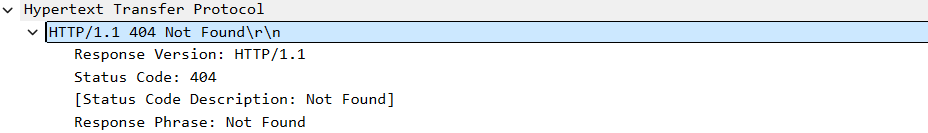 Hypertext Transfer Protocol
HTTP/1.1 404 Not Found\r\n
Response Version: HTTP/1.1
Status Code: 404
[Status Code Description: Not Found]
Response Phrase: Not Found